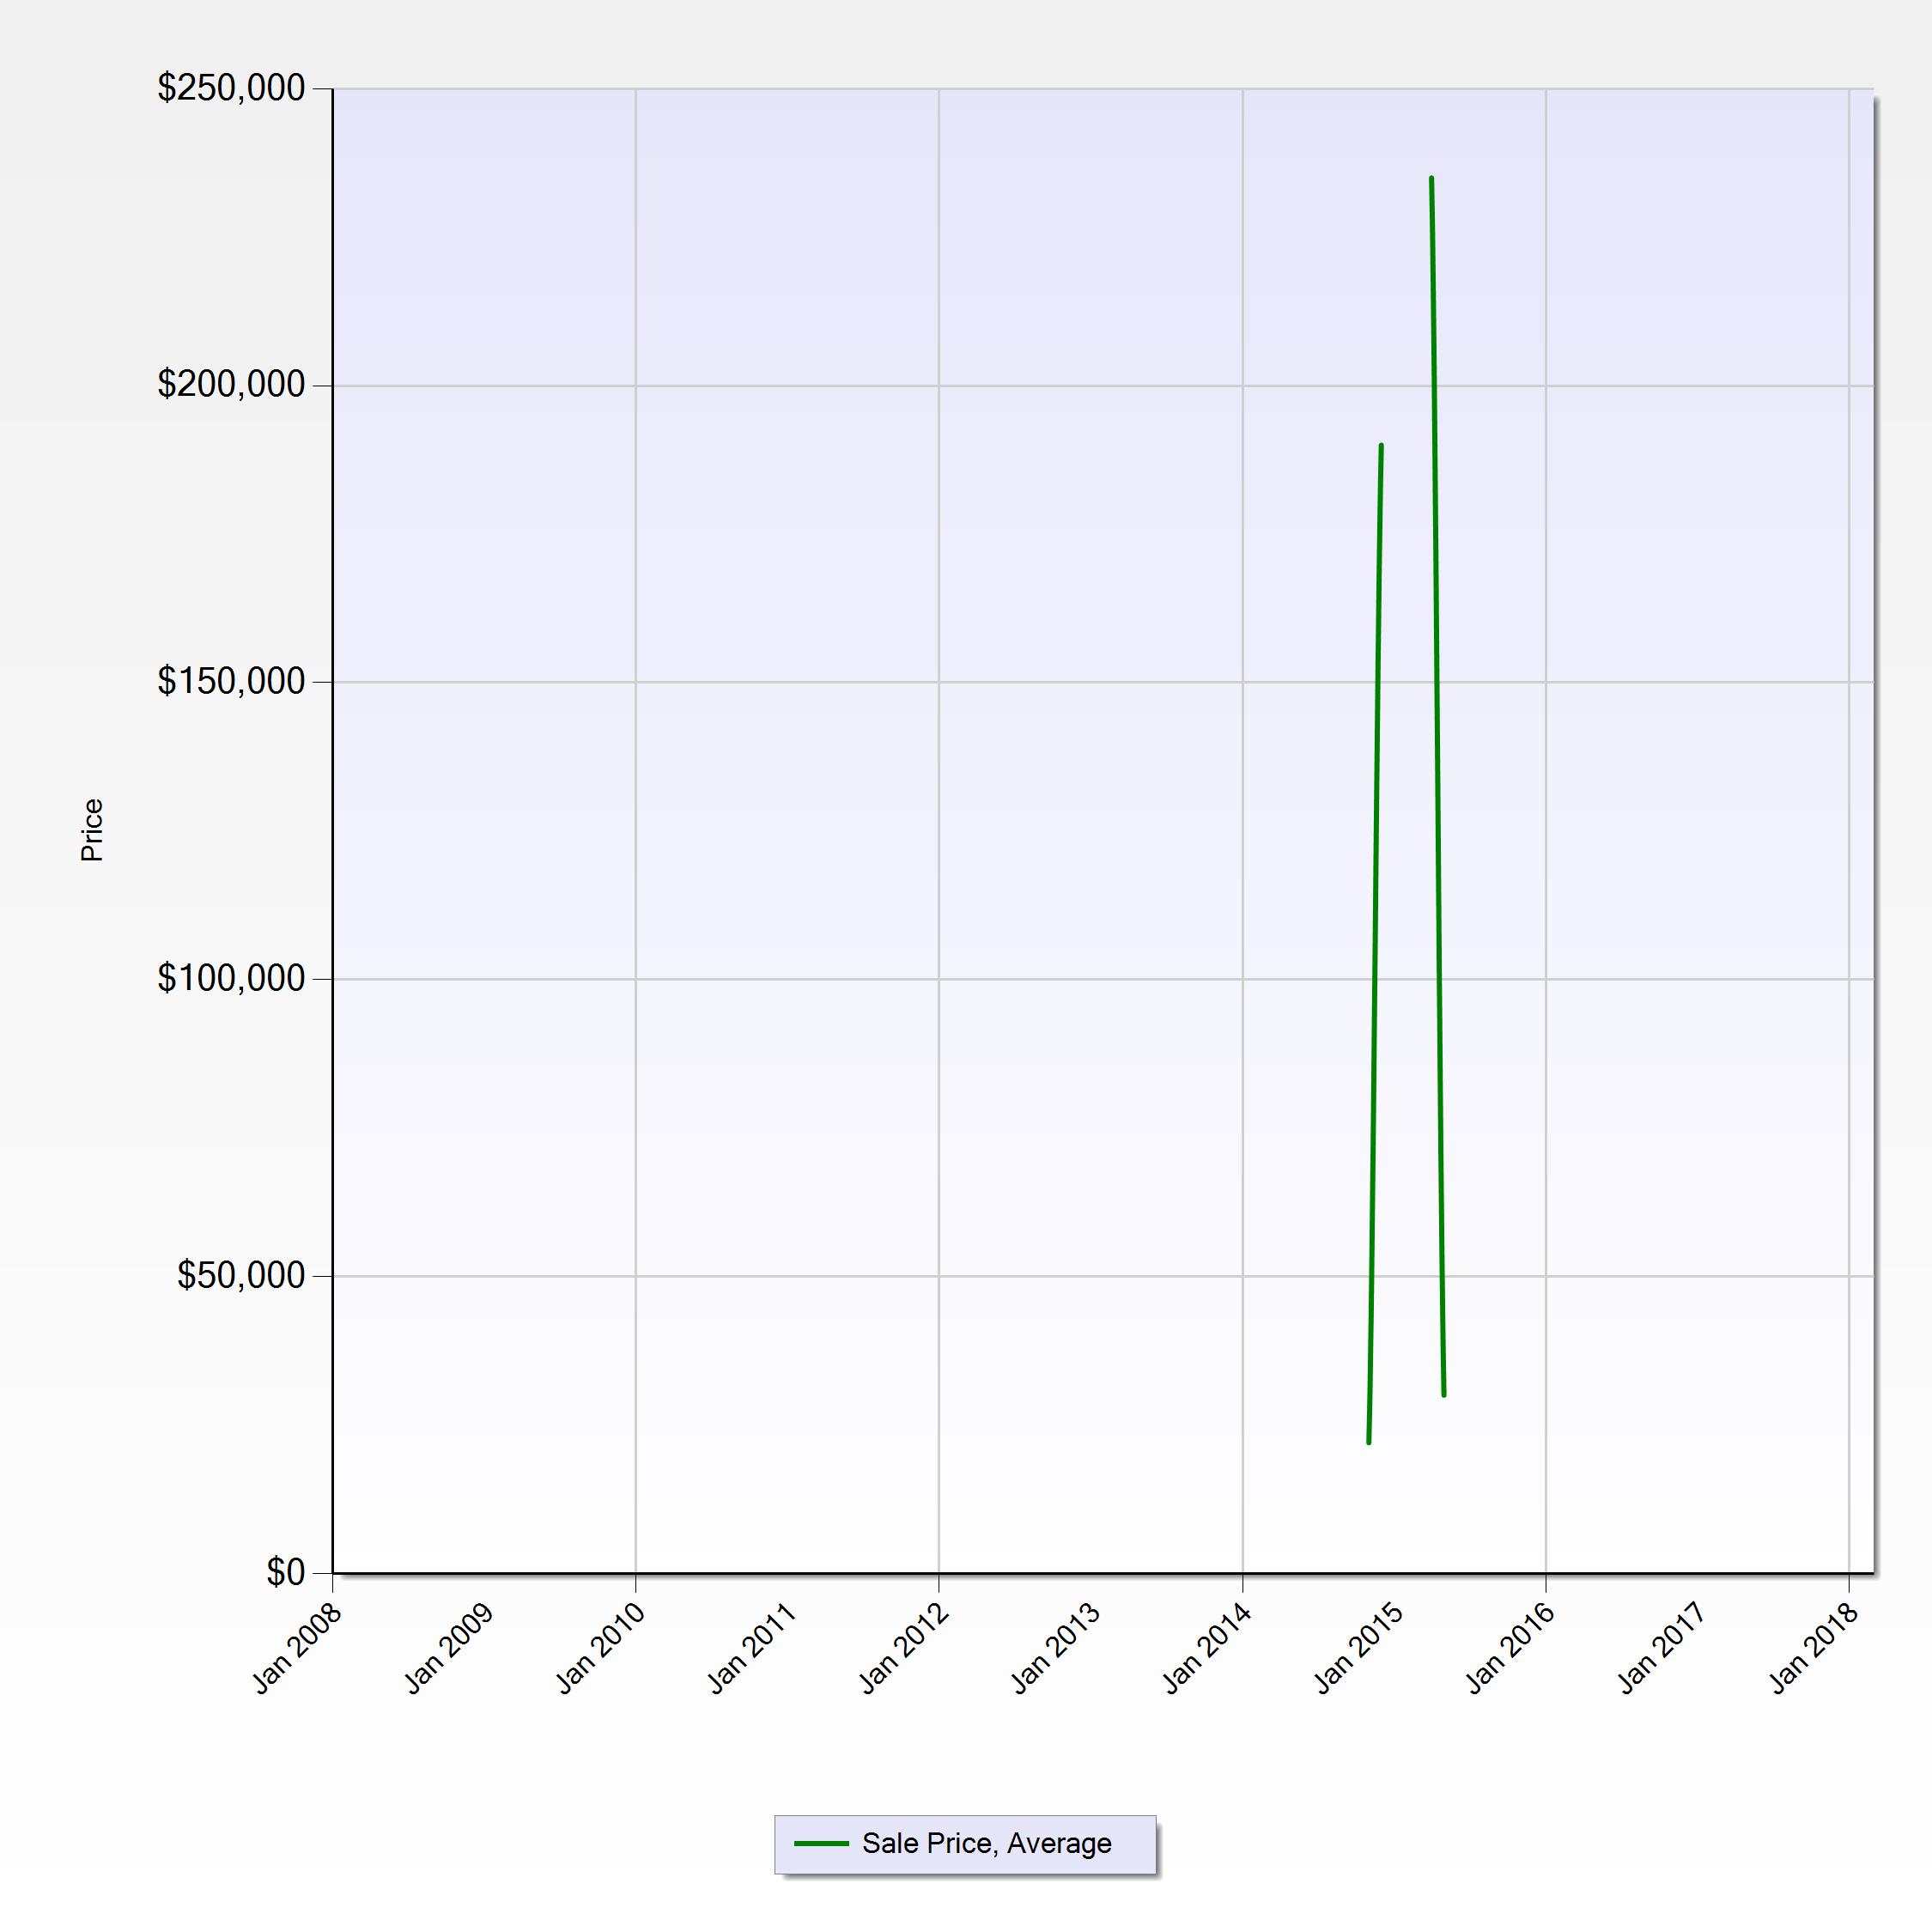 $250,000
$200,000
$150,000
$100,000
$50,000
$0
Price
Jan 2008
Jan 2009
Jan 2010
Jan 2011
Jan 2012
Jan 2013
Jan 2014
Jan 2015
Jan 2016
Jan 2017
Jan 2018
Sale Price, Average